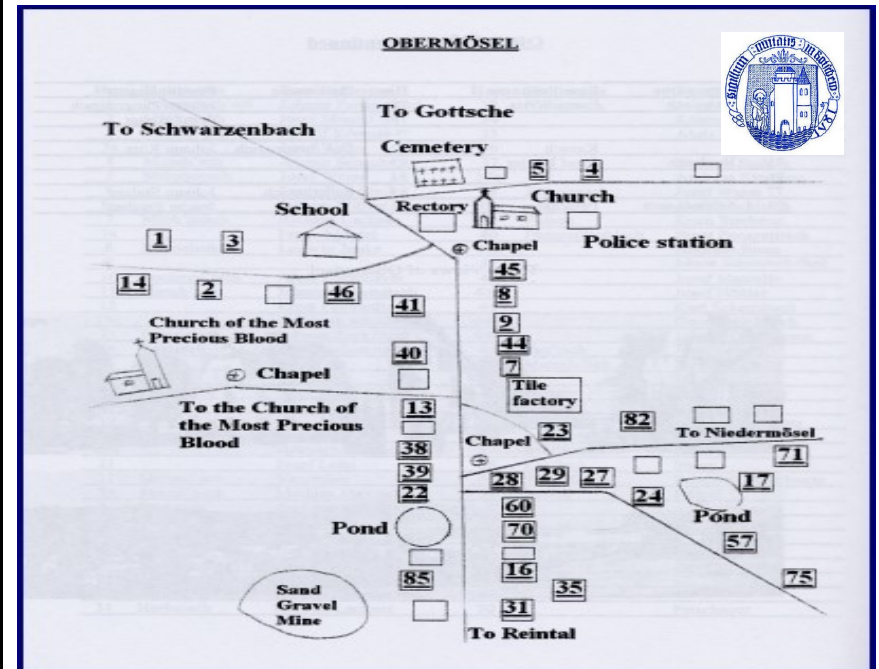 OBERMÖSEL
To Gottsche
To Schwarzenbach
Cemetery
5
4
School
Rectory
Church
1
3
Chapel
Police station
45
14
2
46
41
8
Church of the Most
Precious Blood
9
44
40
7
Chapel
Tile
factory
To the Church of
the Most Precious
Blood
13
23
82
To Niedermösel
Chapel
38
39
22
28
29
27
24
71
17
Pond
60
70
Pond
57
16
85
35
75
Sand
Gravel
Mine
31
To Reintal